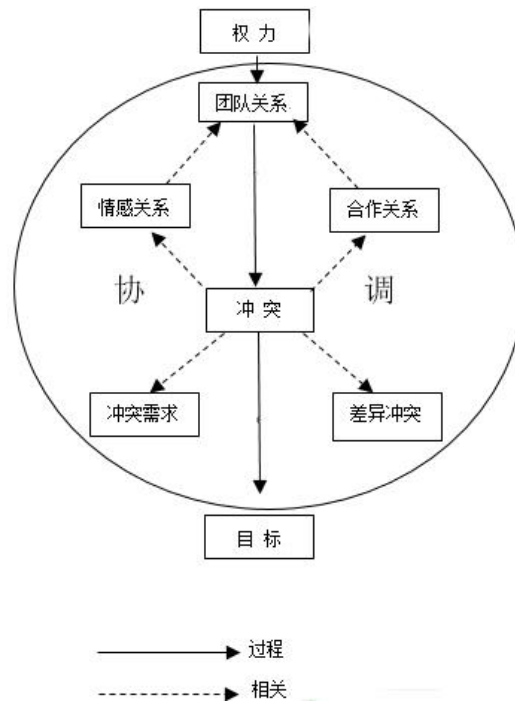 权 力
团队关系
情感关系
合作关系
协
调
冲 突
冲突需求
差异冲突
目 标
过程
相关